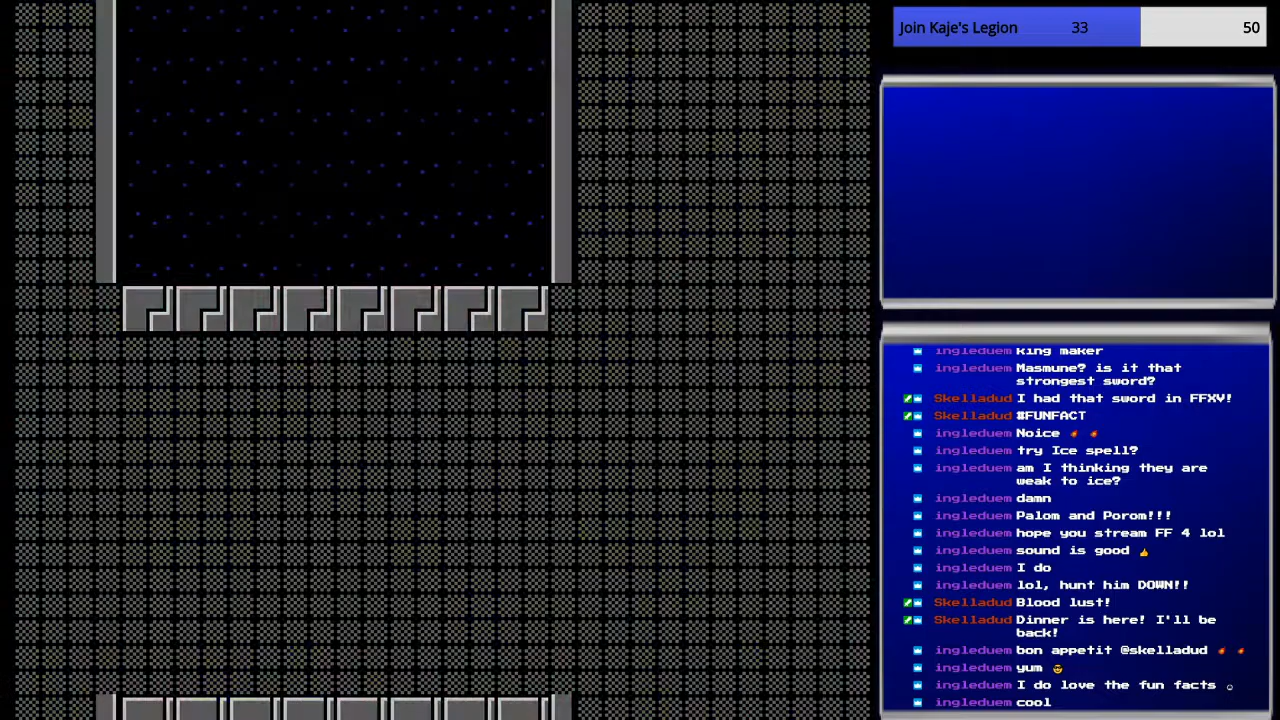 Join Kaje's Legion 33 50
ingleduem king maker
ingleduem Masmune? is it that
strongest sword?
Skelladud I had that sword in FFXV!
Skelladud #FUNFACT
ingleduem Noice
ingleduem try Ice spell?
ingleduem am I thinking they are
weak to ice?
ingleduem damn
ingleduem Palom and Porom!!!
ingleduem hope you stream FF 4 lol
ingleduem sound is good
ingleduem I do
ingleduem lol, hunt him DOWN!!
Skelladud Blood lust!
Skelladud Dinner is here! I'll be
back!
ingleduem bon appetit @skelladud
ingleduem yum
ingleduem I do love the fun facts
ingleduem cool